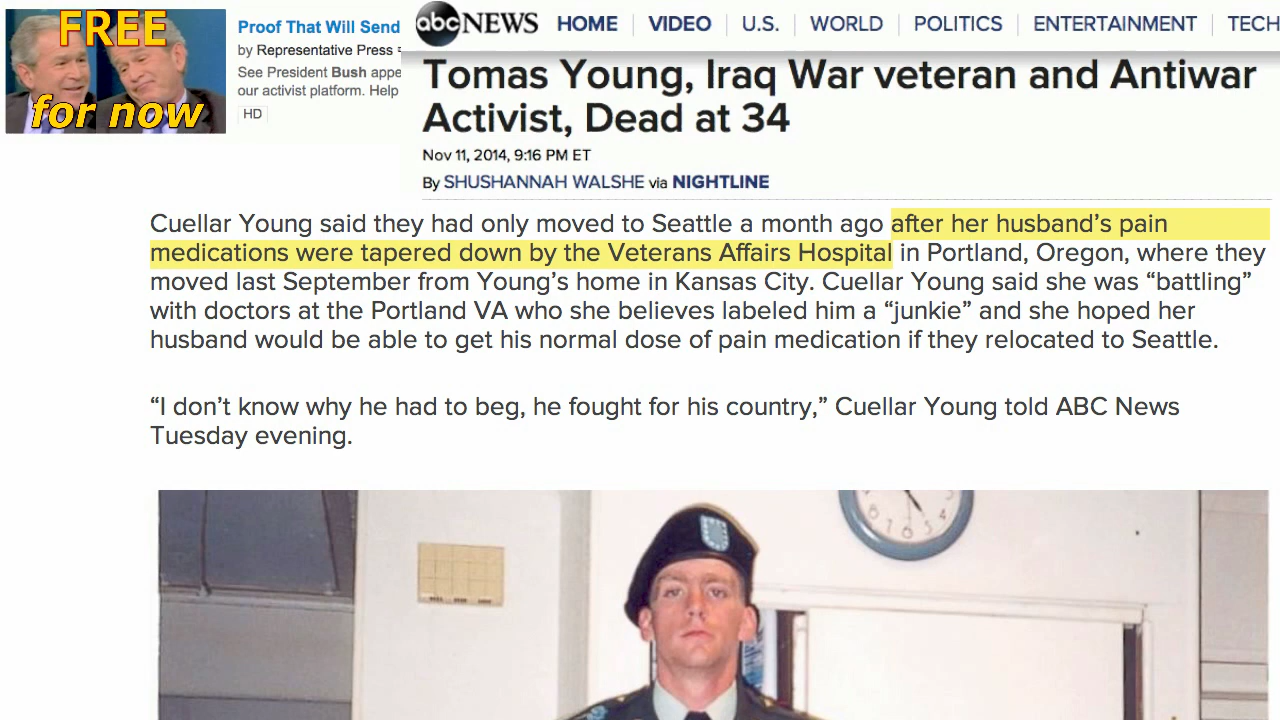 FREE
for now
Proof That Will Send
by Representative Press
See President Bush appe
our activist platform. Help
HD
abc NEWS HOME VIDEO U.S. WORLD POLITICS ENTERTAINMENT TECH
Tomas Young, Iraq War veteran and Antiwar
Activist, Dead at 34
Nov 11, 2014, 9:16 PM ET
By SHUSHANNAH WALSHE via NIGHTLINE
Cuellar Young said they had only moved to Seattle a month ago after her husband’s pain
medications were tapered down by the Veterans Affairs Hospital in Portland, Oregon, where they
moved last September from Young’s home in Kansas City. Cuellar Young said she was “battling”
with doctors at the Portland VA who she believes labeled him a “junkie” and she hoped her
husband would be able to get his normal dose of pain medication if they relocated to Seattle.
“I don’t know why he had to beg, he fought for his country,” Cuellar Young told ABC News
Tuesday evening.
8 7 6 5 4